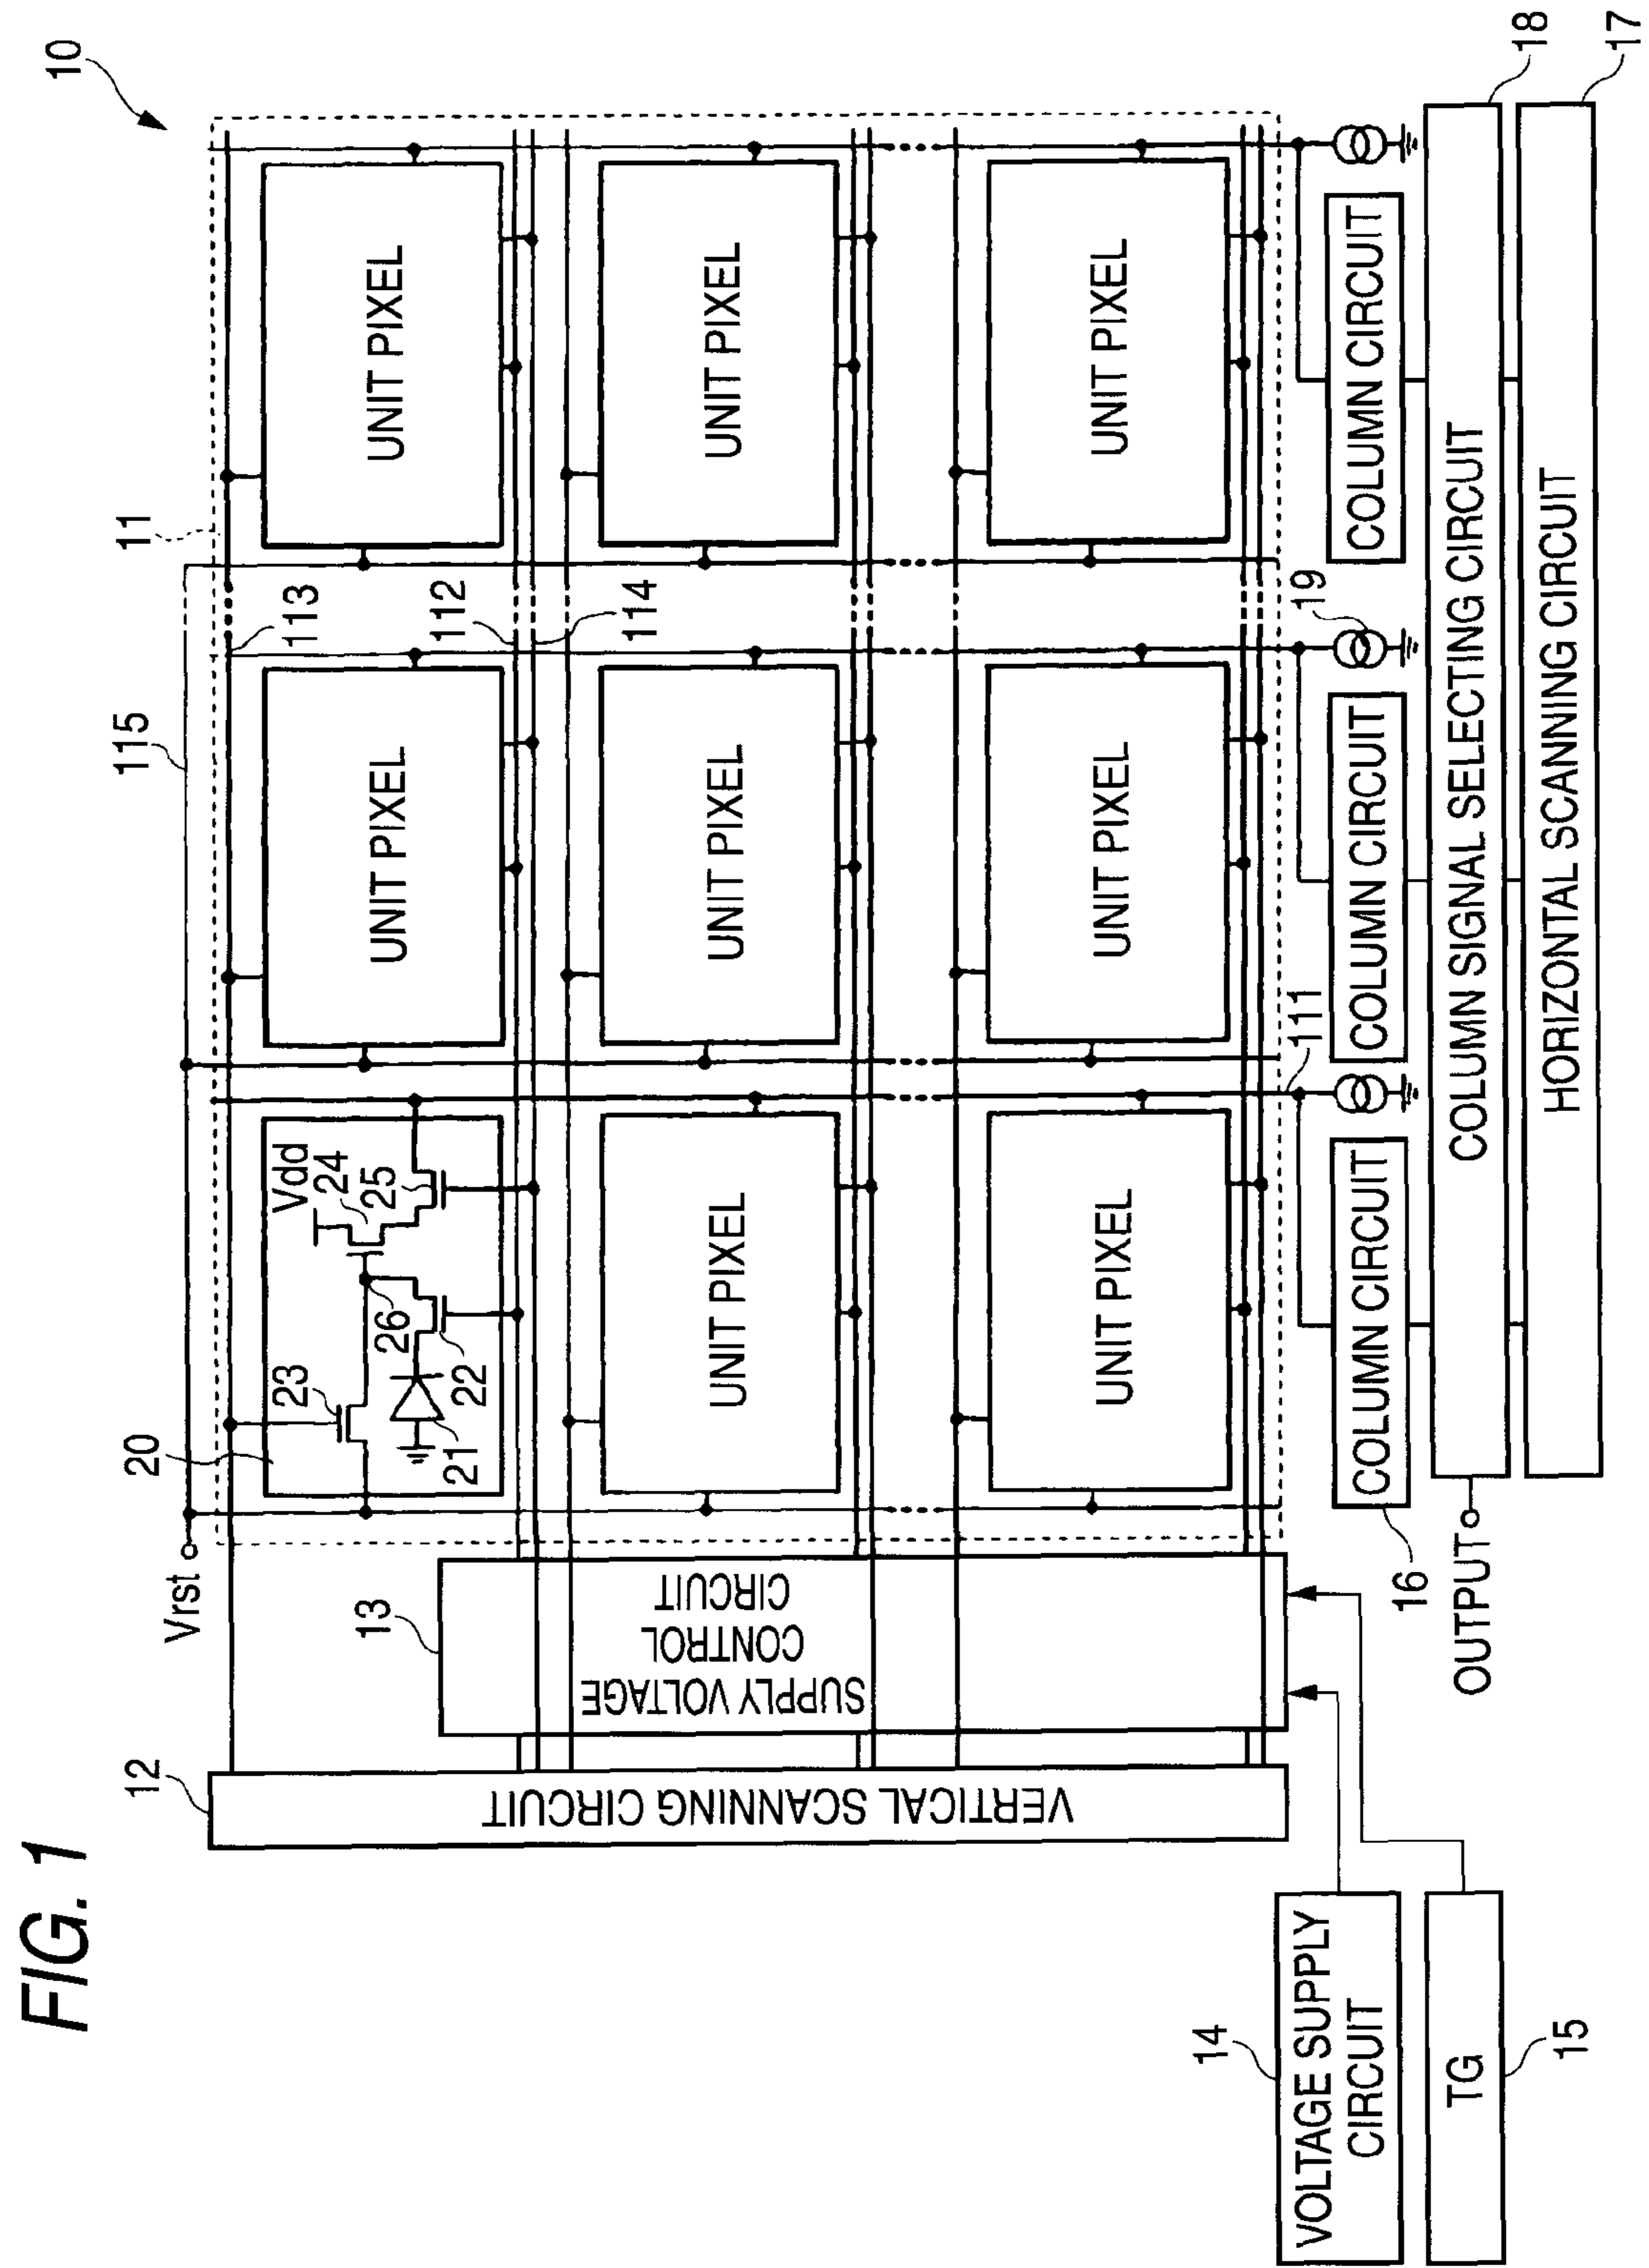 FIG. 1
10
11
115
113
112
114
Vrst
20
23
Vdd
24
25
26
22
21
UNIT PIXEL
UNIT PIXEL
UNIT PIXEL
UNIT PIXEL
UNIT PIXEL
UNIT PIXEL
UNIT PIXEL
UNIT PIXEL
12
VERTICAL SCANNING CIRCUIT
13
SUPPLY VOLTAGE
CONTROL
CIRCUIT
14
VOLTAGE SUPPLY
CIRCUIT
TG
15
111
19
16
COLUMN CIRCUIT
COLUMN CIRCUIT
COLUMN CIRCUIT
OUTPUT
COLUMN SIGNAL SELECTING CIRCUIT
18
HORIZONTAL SCANNING CIRCUIT
17